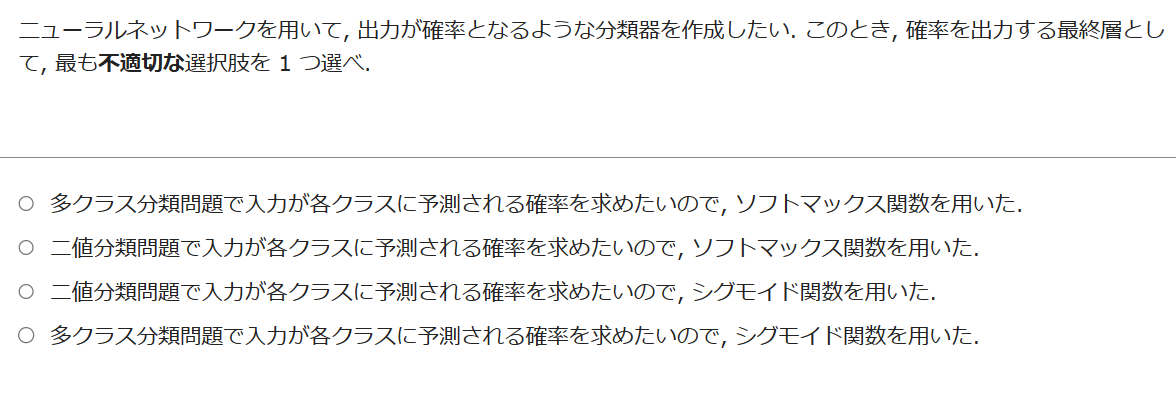 ニューラルネットワークを用いて, 出力が確率となるような分類器を作成したい. このとき, 確率を出力する最終層とし
て, 最も不適切な選択肢を 1 つ選べ.
多クラス分類問題で入力が各クラスに予測される確率を求めたいので, ソフトマックス関数を用いた.
二値分類問題で入力が各クラスに予測される確率を求めたいので, ソフトマックス関数を用いた.
二値分類問題で入力が各クラスに予測される確率を求めたいので, シグモイド関数を用いた.
多クラス分類問題で入力が各クラスに予測される確率を求めたいので, シグモイド関数を用いた.